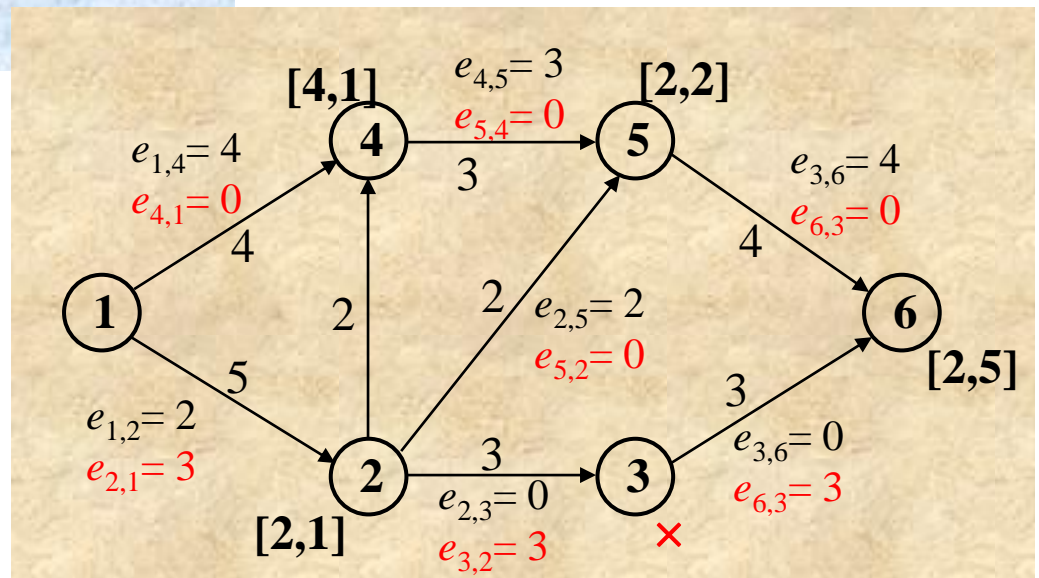 [4,1]
e4,5= 3
e5,4= 0
[2,2]
4
5
3
e1,4= 4
e4,1= 0
4
e3,6= 4
e6,3= 0
4
1
2
2
e2,5= 2
e5,2= 0
6
[2,5]
5
e1,2= 2
e2,1= 3
3
e3,6= 0
e6,3= 3
2
3
3
[2,1]
e2,3= 0
e3,2= 3
×